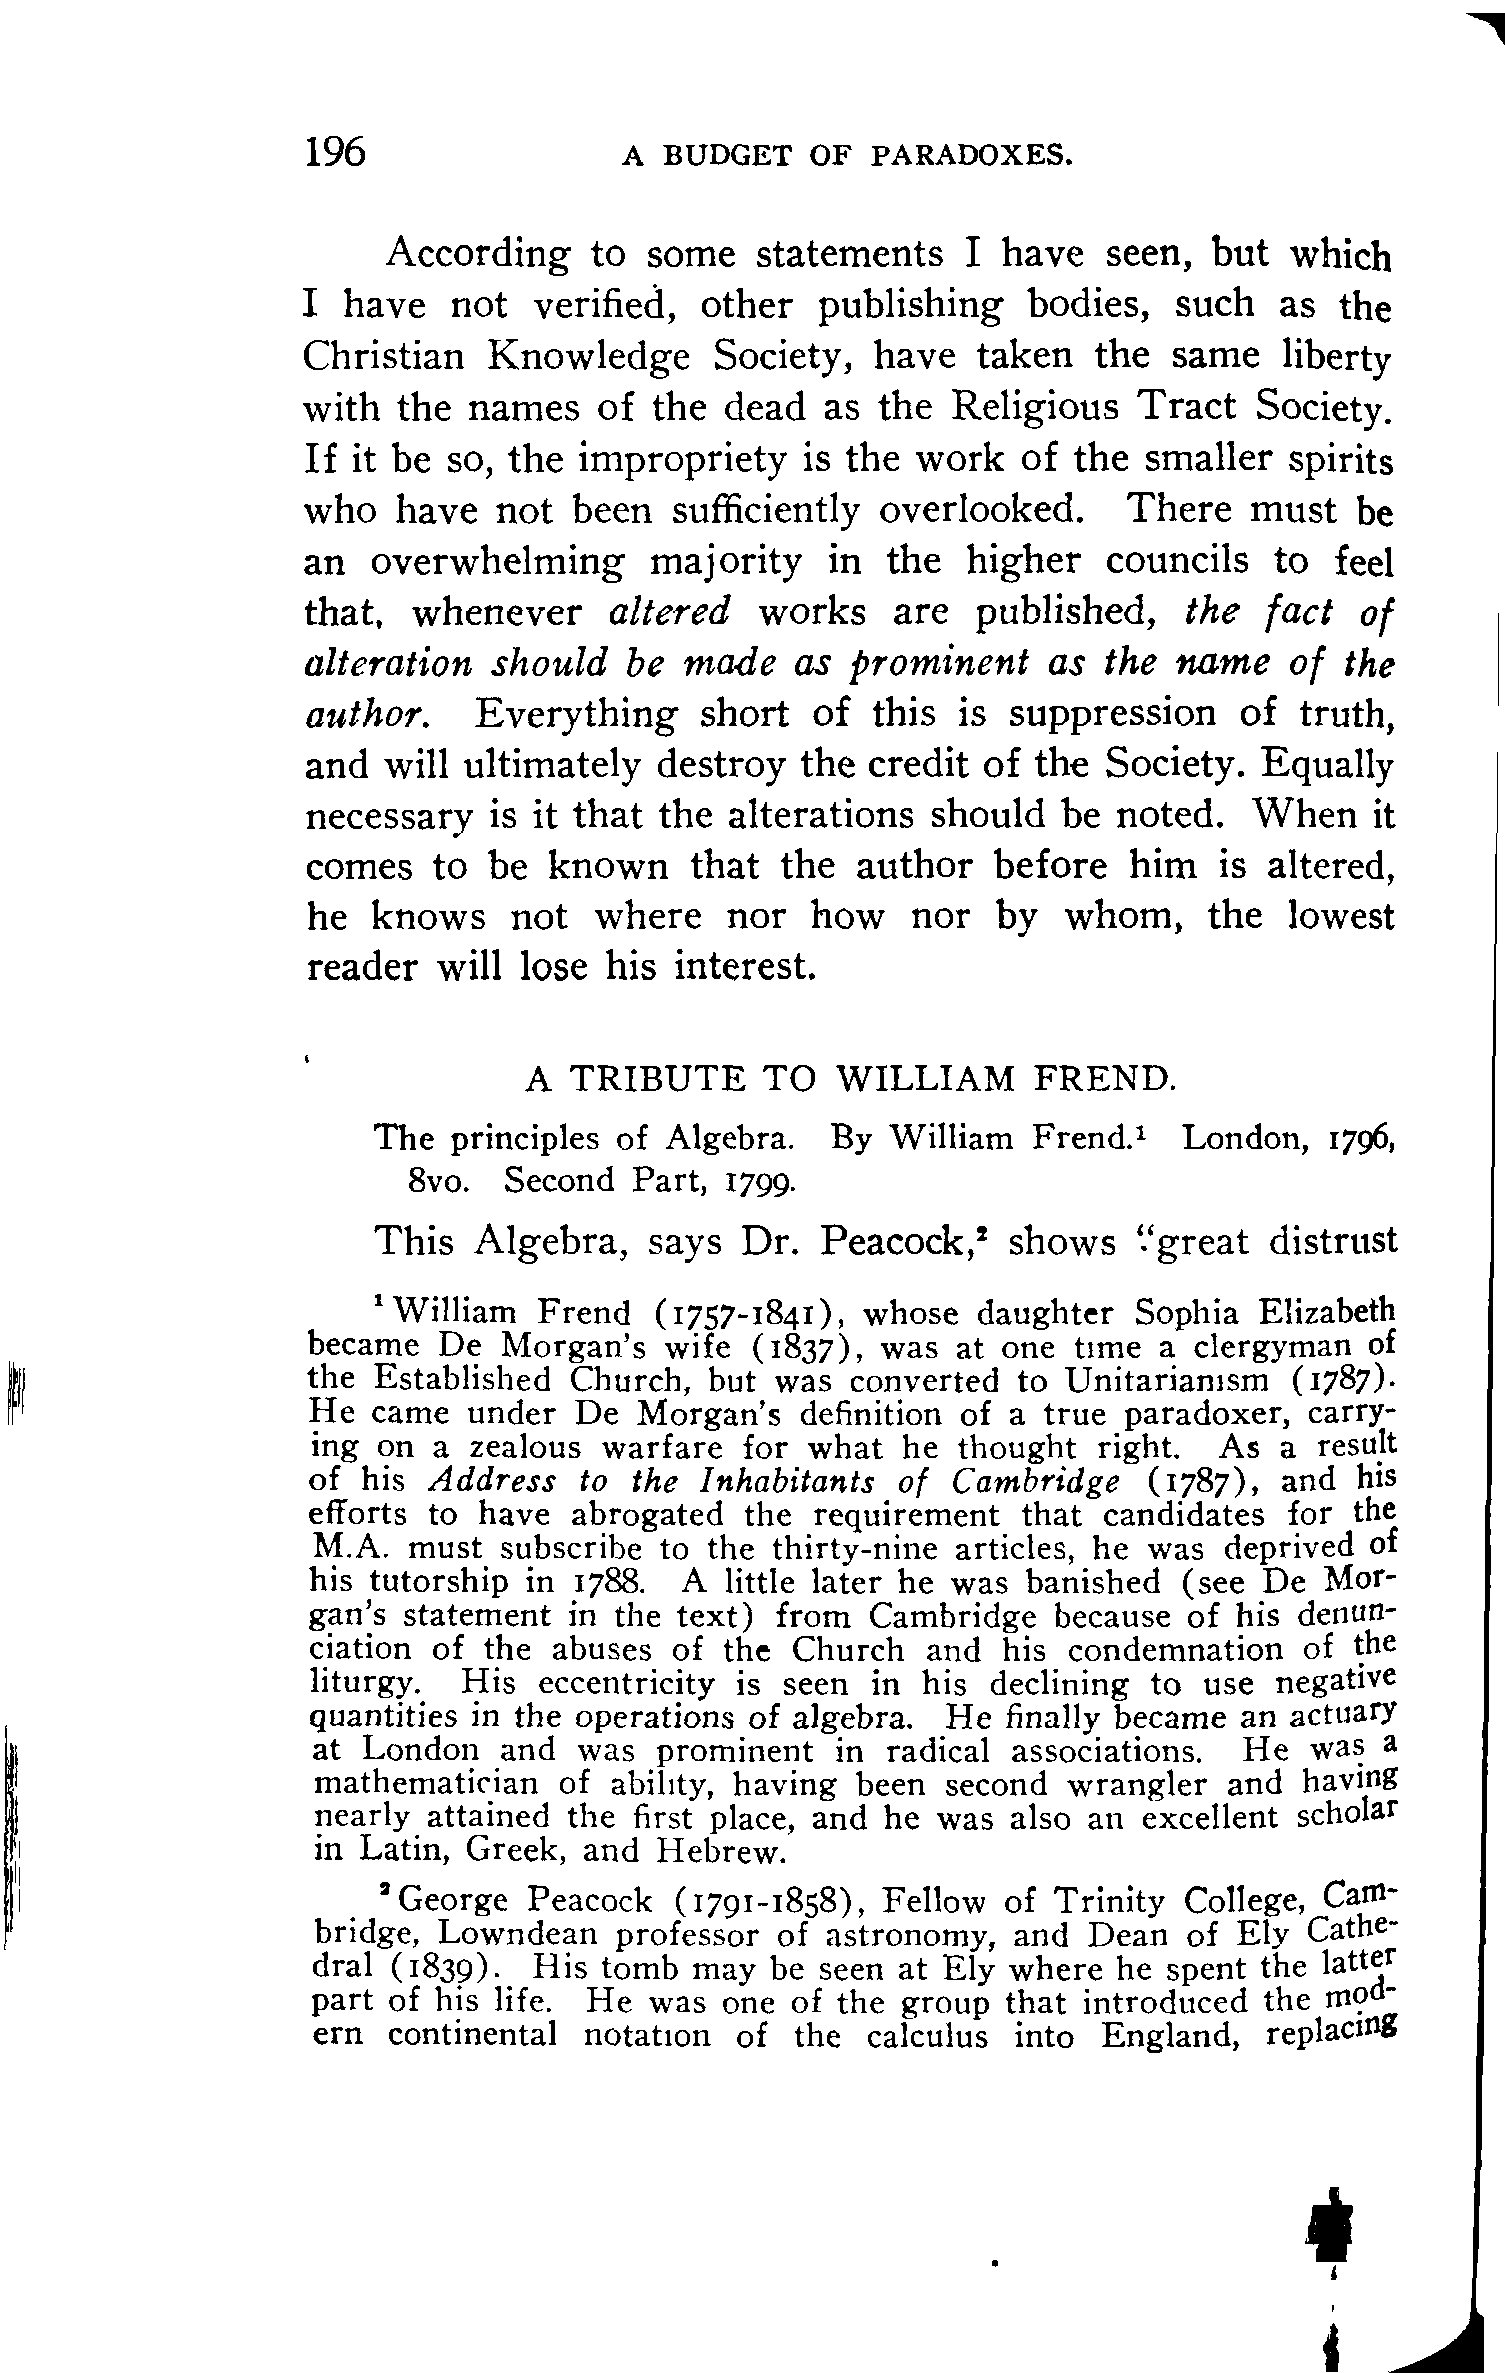 196 A BUDGET OF PARADOXES.
According to some statements I have seen, but which
I have not verified, other publishing bodies, such as the
Christian Knowledge Society, have taken the same liberty
with the names of the dead as the Religious Tract Society.
If it be so, the impropriety is the work of the smaller spirits
who have not been sufficiently overlooked. There must be
an overwhelming majority in the higher councils to feel
that, whenever altered works are published, the fact of
alteration should be made as prominent as the name of the
author. Everything short of this is suppression of truth,
and will ultimately destroy the credit of the Society. Equally
necessary is it that the alterations should be noted. When it
comes to be known that the author before him is altered,
he knows not where nor how nor by whom, the lowest
reader will lose his interest.
A TRIBUTE TO WILLIAM FREND.
The principles of Algebra. By William Frend.¹ London, 1796,
8vo. Second Part, 1799.
This Algebra, says Dr. Peacock,² shows "great distrust
¹ William Frend (1757-1841), whose daughter Sophia Elizabeth
became De Morgan's wife (1837), was at one time a clergyman of
the Established Church, but was converted to Unitarianism (1787).
He came under De Morgan's definition of a true paradoxer, carry-
ing on a zealous warfare for what he thought right. As a result
of his Address to the Inhabitants of Cambridge (1787), and his
efforts to have abrogated the requirement that candidates for the
M.A. must subscribe to the thirty-nine articles, he was deprived of
his tutorship in 1788. A little later he was banished (see De Mor-
gan's statement in the text) from Cambridge because of his denun-
ciation of the abuses of the Church and his condemnation of the
liturgy. His eccentricity is seen in his declining to use negative
quantities in the operations of algebra. He finally became an actuary
at London and was prominent in radical associations. He was a
mathematician of ability, having been second wrangler and having
nearly attained the first place, and he was also an excellent scholar
in Latin, Greek, and Hebrew.
² George Peacock (1791-1858), Fellow of Trinity College, Cam-
bridge, Lowndean professor of astronomy, and Dean of Ely Cathe-
dral (1839). His tomb may be seen at Ely where he spent the latter
part of his life. He was one of the group that introduced the mod-
ern continental notation of the calculus into England, replacing